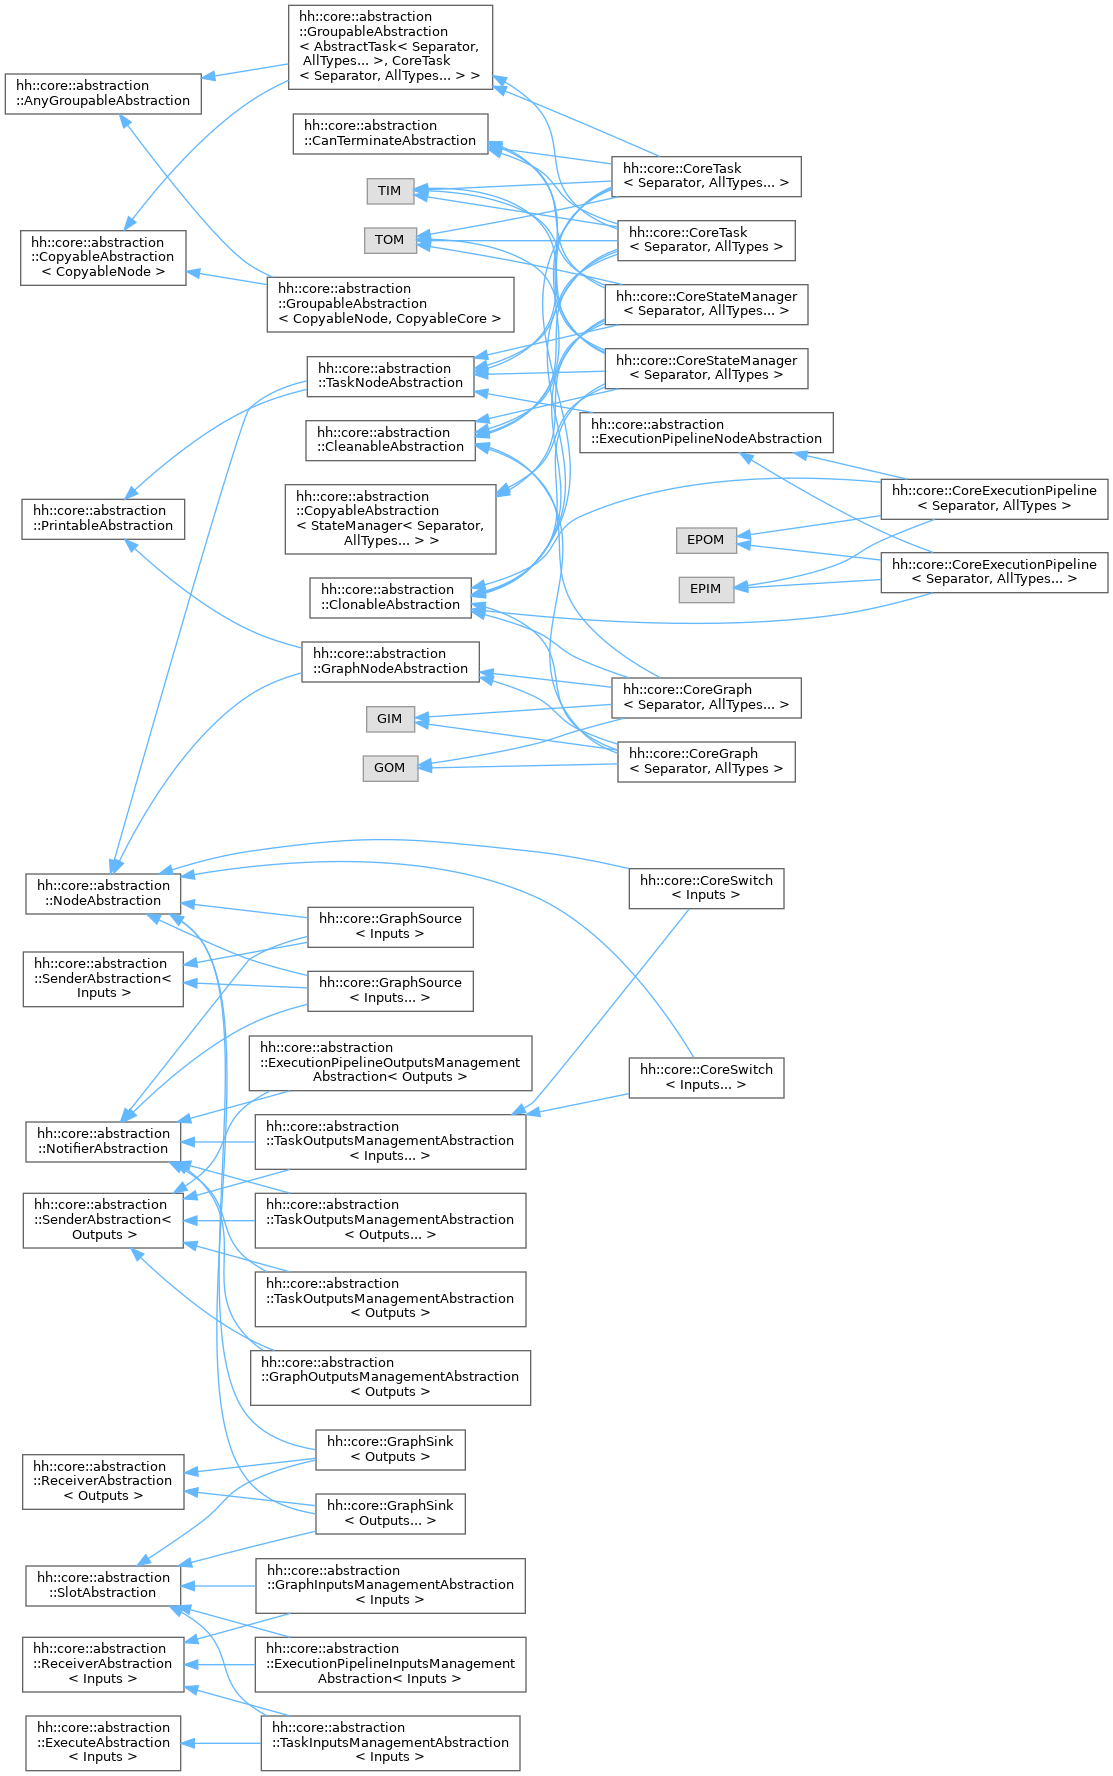 hh::core::abstraction
::GroupableAbstraction
< AbstractTask< Separator,
AllTypes... >, CoreTask
< Separator, AllTypes... > >
hh::core::abstraction
::AnyGroupableAbstraction
hh::core::abstraction
::CanTerminateAbstraction
hh::core::CoreTask
< Separator, AllTypes... >
TIM
TOM
hh::core::CoreTask
< Separator, AllTypes >
hh::core::abstraction
::CopyableAbstraction
< CopyableNode >
hh::core::abstraction
::GroupableAbstraction
< CopyableNode, CopyableCore >
hh::core::CoreStateManager
< Separator, AllTypes... >
hh::core::abstraction
::TaskNodeAbstraction
hh::core::CoreStateManager
< Separator, AllTypes >
hh::core::abstraction
::CleanableAbstraction
hh::core::abstraction
::ExecutionPipelineNodeAbstraction
hh::core::abstraction
::CopyableAbstraction
< StateManager< Separator,
AllTypes... > >
hh::core::CoreExecutionPipeline
< Separator, AllTypes >
hh::core::abstraction
::PrintableAbstraction
EPOM
hh::core::CoreExecutionPipeline
< Separator, AllTypes... >
EPIM
hh::core::abstraction
::ClonableAbstraction
hh::core::abstraction
::GraphNodeAbstraction
hh::core::CoreGraph
< Separator, AllTypes... >
GIM
GOM
hh::core::CoreGraph
< Separator, AllTypes >
hh::core::abstraction
::NodeAbstraction
hh::core::CoreSwitch
< Inputs >
hh::core::GraphSource
< Inputs >
hh::core::abstraction
::SenderAbstraction<
Inputs >
hh::core::GraphSource
< Inputs... >
hh::core::abstraction
::ExecutionPipelineOutputsManagement
Abstraction< Outputs >
hh::core::CoreSwitch
< Inputs... >
hh::core::abstraction
::NotifierAbstraction
hh::core::abstraction
::TaskOutputsManagementAbstraction
< Inputs... >
hh::core::abstraction
::SenderAbstraction<
Outputs >
hh::core::abstraction
::TaskOutputsManagementAbstraction
< Outputs... >
hh::core::abstraction
::TaskOutputsManagementAbstraction
< Outputs >
hh::core::abstraction
::GraphOutputsManagementAbstraction
< Outputs >
hh::core::GraphSink
< Outputs >
hh::core::abstraction
::ReceiverAbstraction
< Outputs >
hh::core::GraphSink
< Outputs... >
hh::core::abstraction
::SlotAbstraction
hh::core::abstraction
::GraphInputsManagementAbstraction
< Inputs >
hh::core::abstraction
::ReceiverAbstraction
< Inputs >
hh::core::abstraction
::ExecutionPipelineInputsManagement
Abstraction< Inputs >
hh::core::abstraction
::ExecuteAbstraction
< Inputs >
hh::core::abstraction
::TaskInputsManagementAbstraction
< Inputs >